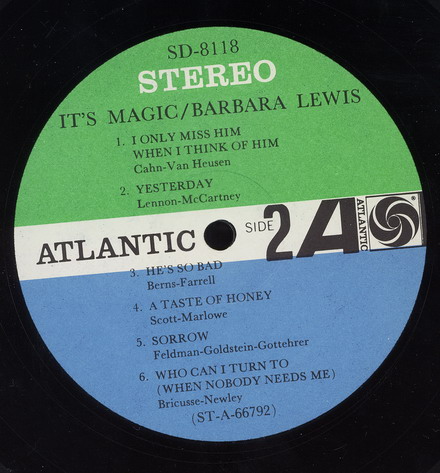 SD-8118
STEREO
IT'S MAGIC/BARBARA LEWIS
1. I ONLY MISS HIM
WHEN I THINK OF HIM
Cahn-Van Heusen
2. YESTERDAY
Lennon-McCartney
ATLANTIC
SIDE 2
A
ATLANTIC
®
3. HE'S SO BAD
Berns-Farrell
4. A TASTE OF HONEY
Scott-Marlowe
5. SORROW
Feldman-Goldstein-Gottehrer
6. WHO CAN I TURN TO
(WHEN NOBODY NEEDS ME)
Bricusse-Newley
(ST-A-66792)